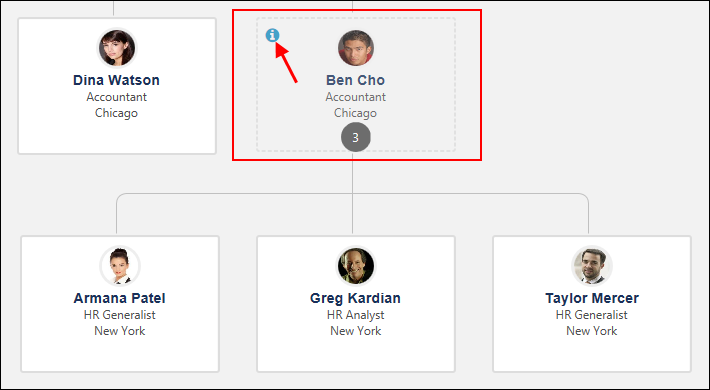 Dina Watson
Accountant
Chicago
i
Ben Cho
Accountant
Chicago
3
Armana Patel
HR Generalist
New York
Greg Kardian
HR Analyst
New York
Taylor Mercer
HR Generalist
New York